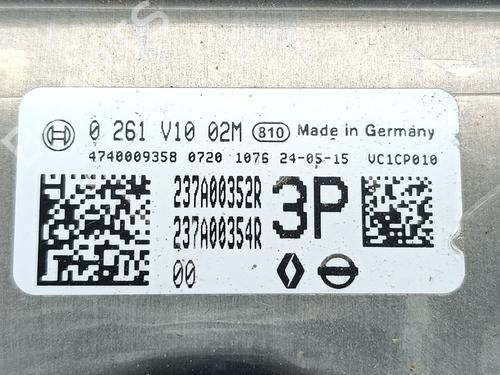 0 261 V10 02M 810 Made in Germany
4740009358 0720 1076 24-05-15 VC1CP010
237A00352R
237A00354R
3P
00